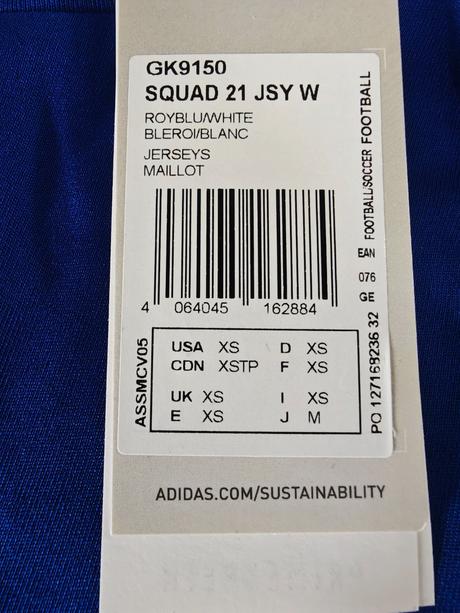 GK9150
SQUAD 21 JSY W
ROYBLU/WHITE
BLEROI/BLANC
JERSEYS
MAILLOT
4 064045 162884
USA XS D XS
CDN XSTP F XS
UK XS I XS
E XS J M
ASSMCV05
FOOTBALL/SOCCER FOOTBALL
EAN
076
GE
PO 127168236 32
ADIDAS.COM/SUSTAINABILITY